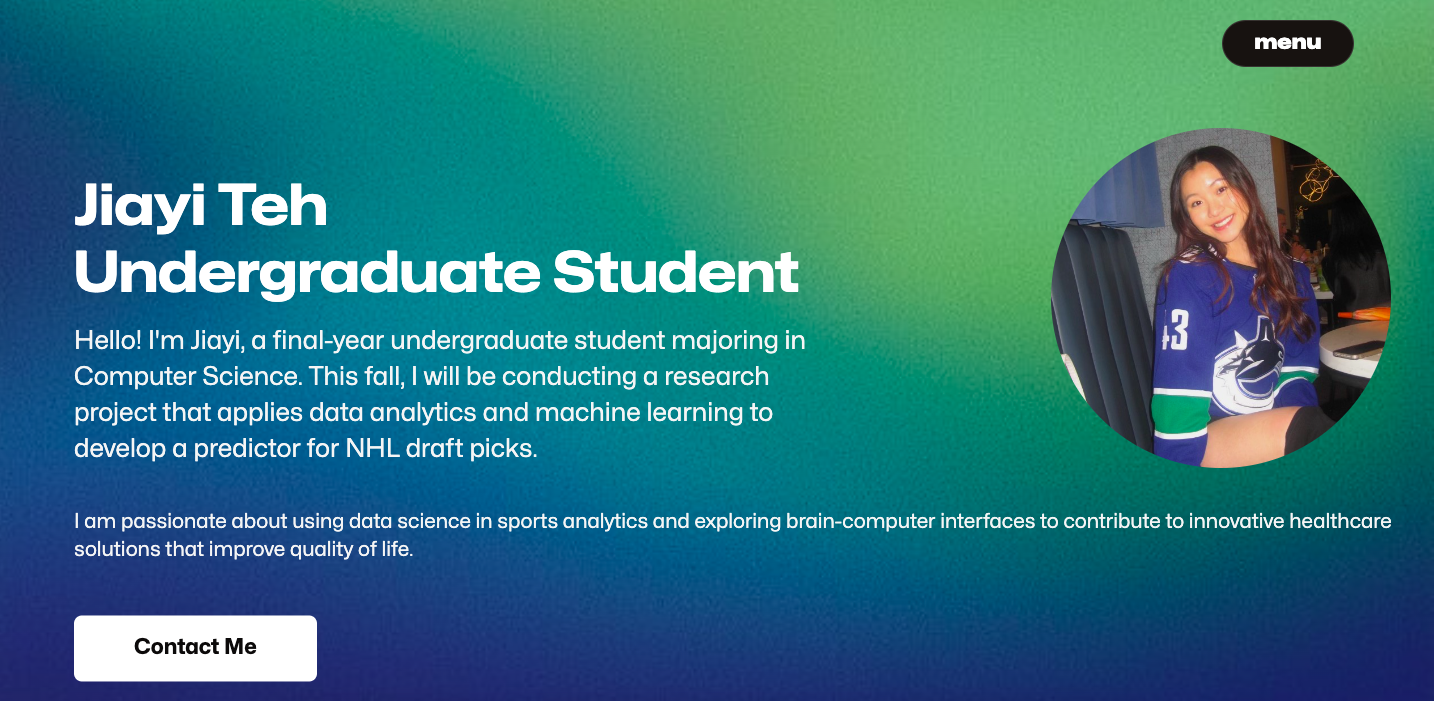 menu
Jiayi Teh
Undergraduate Student
Hello! I'm Jiayi, a final-year undergraduate student majoring in
Computer Science. This fall, I will be conducting a research
project that applies data analytics and machine learning to
develop a predictor for NHL draft picks.
43
I am passionate about using data science in sports analytics and exploring brain-computer interfaces to contribute to innovative healthcare
solutions that improve quality of life.
Contact Me